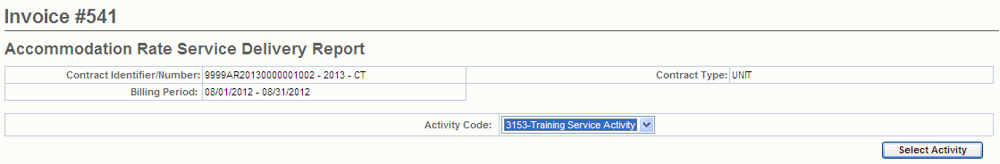 Invoice #541
Accommodation Rate Service Delivery Report
Contract Identifier/Number: 9999AR20130000001002 - 2013 - CT Contract Type: UNIT
Billing Period: 08/01/2012 - 08/31/2012
Activity Code: 3153-Training Service Activity
Select Activity